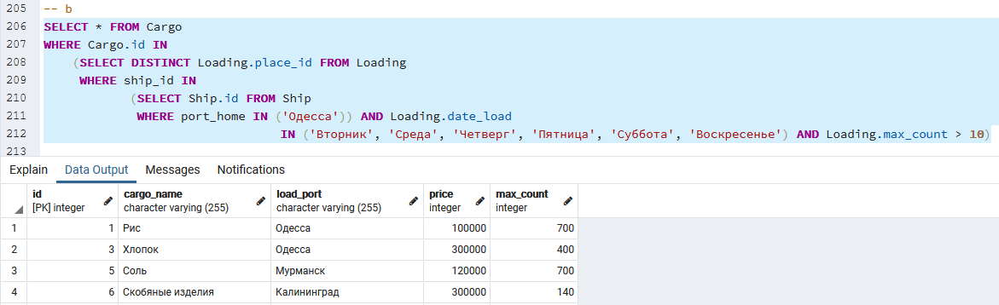 205 -- b
206 SELECT * FROM Cargo
207 WHERE Cargo.id IN
208 (SELECT DISTINCT Loading.place_id FROM Loading
209 WHERE ship_id IN
210 (SELECT Ship.id FROM Ship
211 WHERE port_home IN ('Одесса')) AND Loading.date_load
212 IN ('Вторник', 'Среда', 'Четверг', 'Пятница', 'Суббота', 'Воскресенье') AND Loading.max_count > 10)
213
Explain Data Output Messages Notifications
id cargo_name load_port price max_count
[PK] integer character varying (255) character varying (255) integer integer
1 1 Рис Одесса 100000 700
2 3 Хлопок Одесса 300000 400
3 5 Соль Мурманск 120000 700
4 6 Скобяные изделия Калининград 300000 140